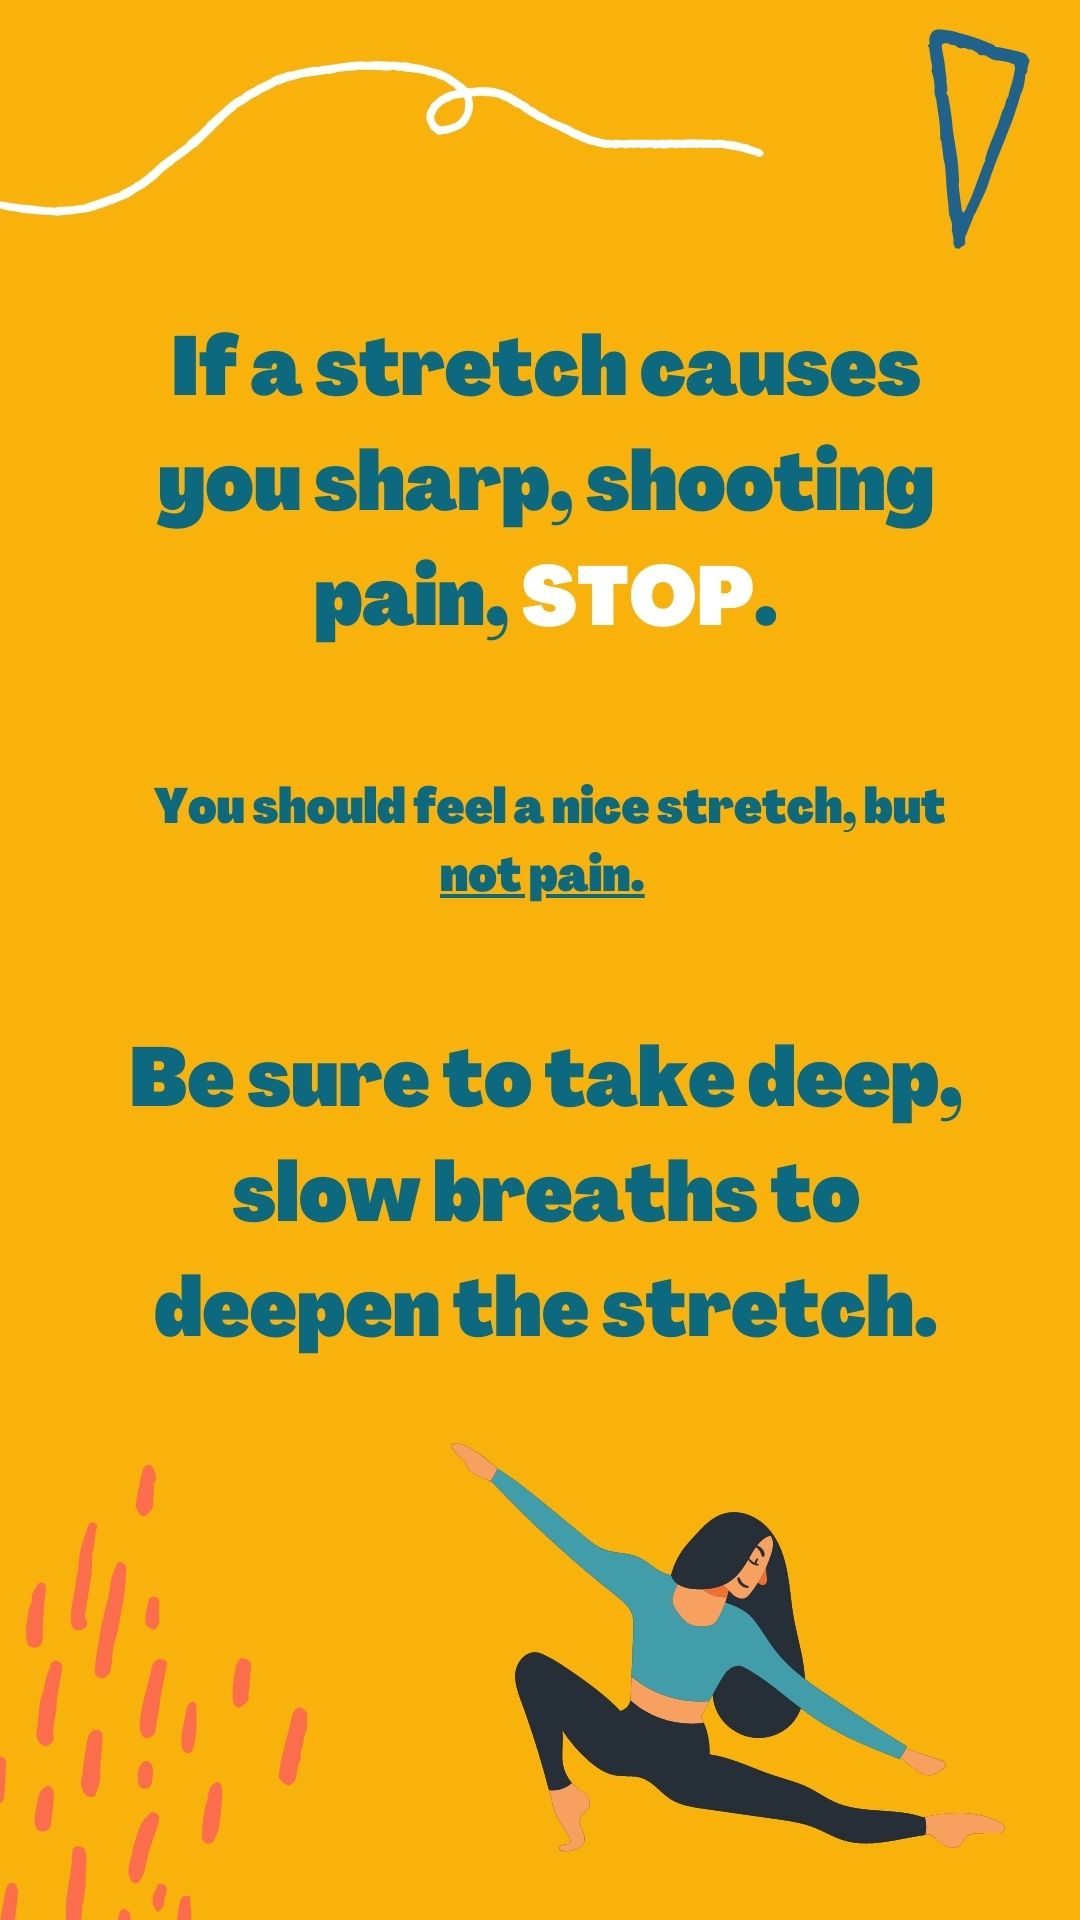 If a stretch causes
you sharp, shooting
pain, STOP.
You should feel a nice stretch, but
not pain.
Be sure to take deep,
slow breaths to
deepen the stretch.